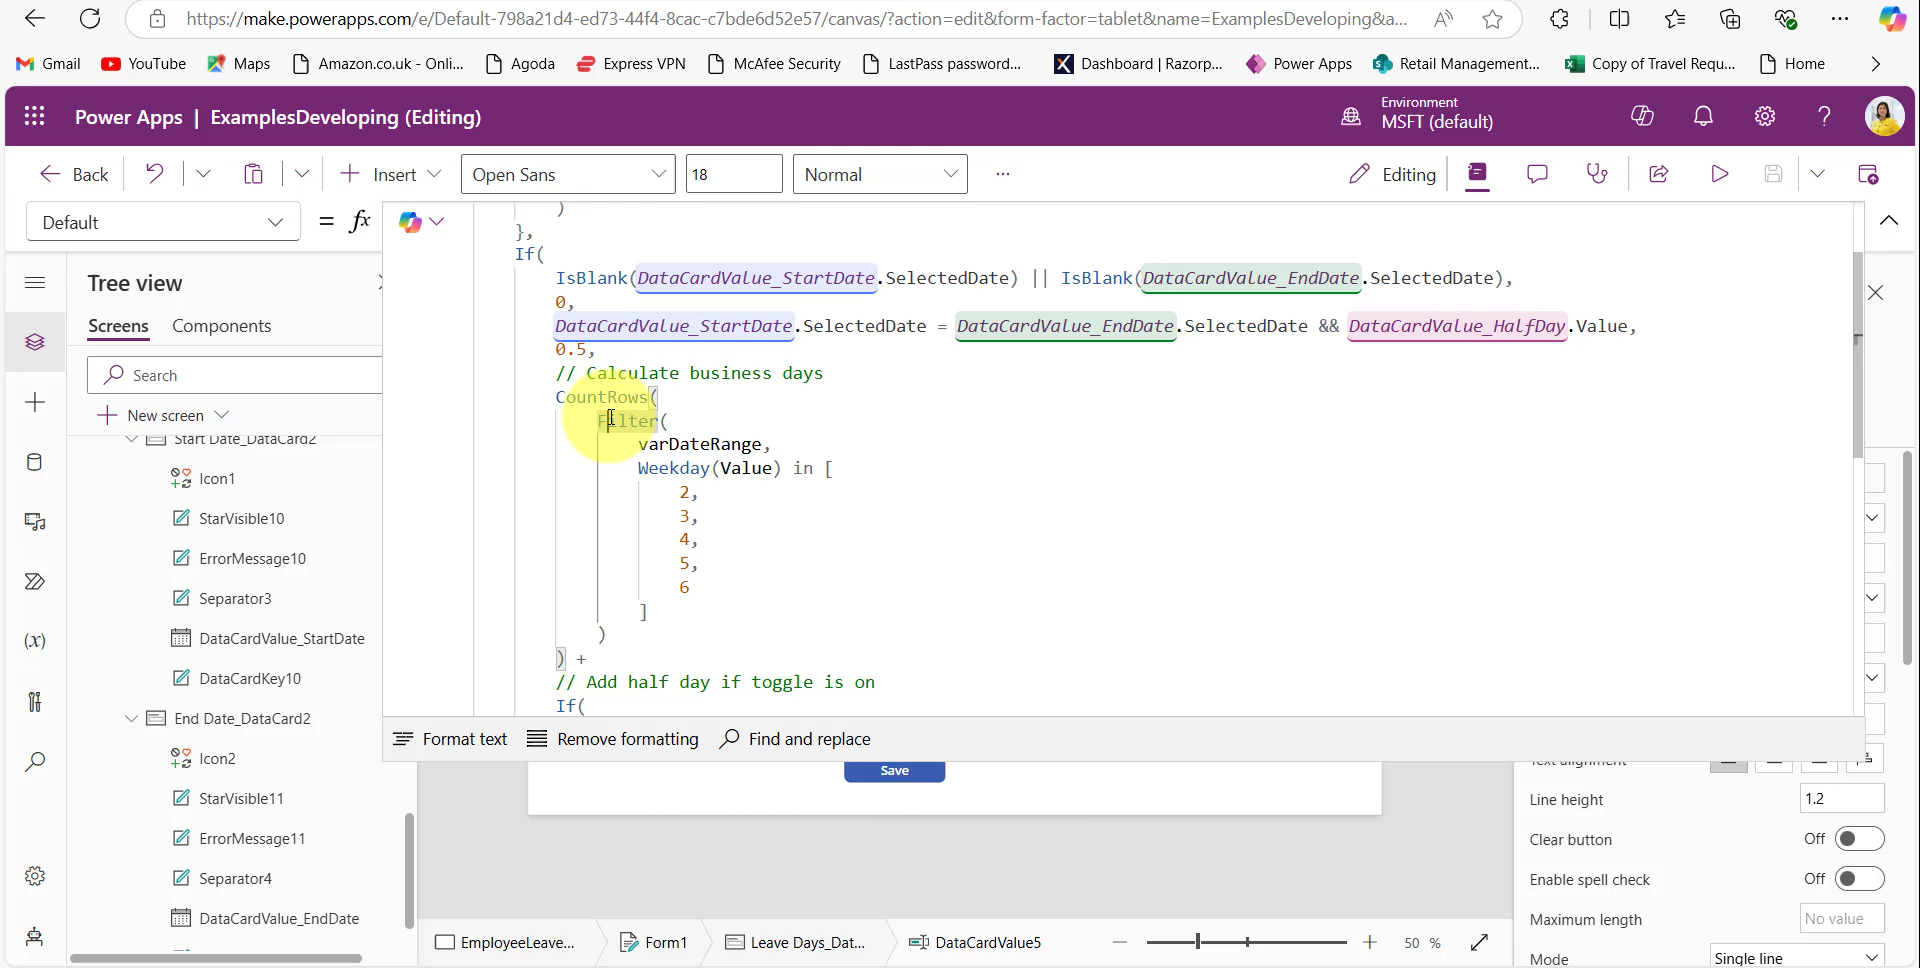 https://make.powerapps.com/e/Default-798a21d4-ed73-44f4-8cac-c7bde6d52e57/canvas/?action=edit&form-factor=tablet&name=ExamplesDeveloping&a...
Gmail YouTube Maps Amazon.co.uk - Onli... Agoda Express VPN McAfee Security LastPass password... Dashboard | Razorp... Power Apps Retail Management... Copy of Travel Requ... Home
Power Apps | ExamplesDeveloping (Editing)
Environment
MSFT (default)
Back Insert Open Sans 18 Normal ... Editing
Default = fx
)
},
If(
IsBlank(DataCardValue_StartDate.SelectedDate) || IsBlank(DataCardValue_EndDate.SelectedDate),
0,
DataCardValue_StartDate.SelectedDate = DataCardValue_EndDate.SelectedDate && DataCardValue_HalfDay.Value,
0.5,
// Calculate business days
CountRows(
Filter(
varDateRange,
Weekday(Value) in [
2,
3,
4,
5,
6
]
)
) +
// Add half day if toggle is on
If(
Format text Remove formatting Find and replace
Tree view
Screens Components
Search
New screen
Start Date_DataCard2
Icon1
StarVisible10
ErrorMessage10
Separator3
DataCardValue_StartDate
DataCardKey10
End Date_DataCard2
Icon2
StarVisible11
ErrorMessage11
Separator4
DataCardValue_EndDate
(x)
Save
Text alignment
Line height 1.2
Clear button Off
Enable spell check Off
Maximum length No value
Mode Single line
EmployeeLeave... Form1 Leave Days_Dat... DataCardValue5 50 %